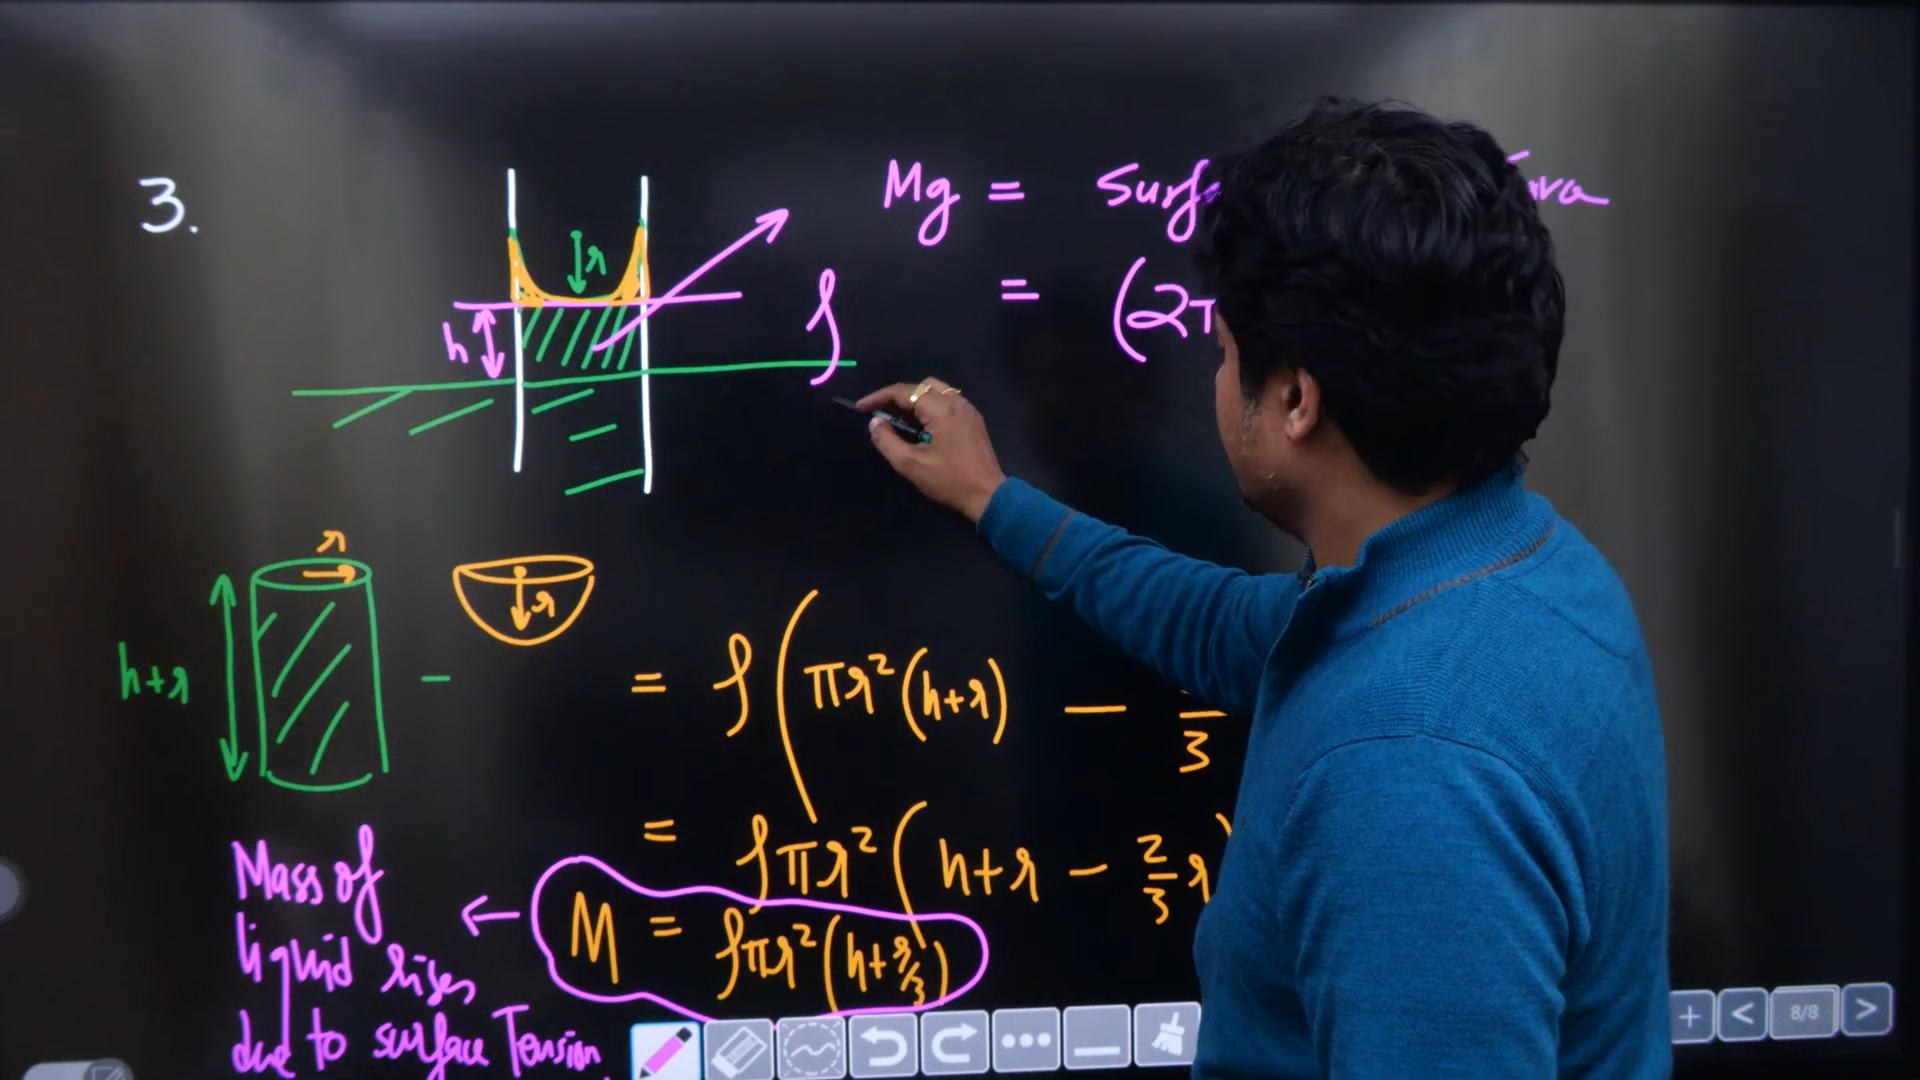 3.
Mg = Surf
= (2π
r
h
ρ
r
r
h+r
-
= ρ(πr²(h+r) - /3
= ρπr²(h+r - 2/3 r)
M = ρπr²(h+r/3)
Mass of
liquid rises
due to surface Tension
8/8